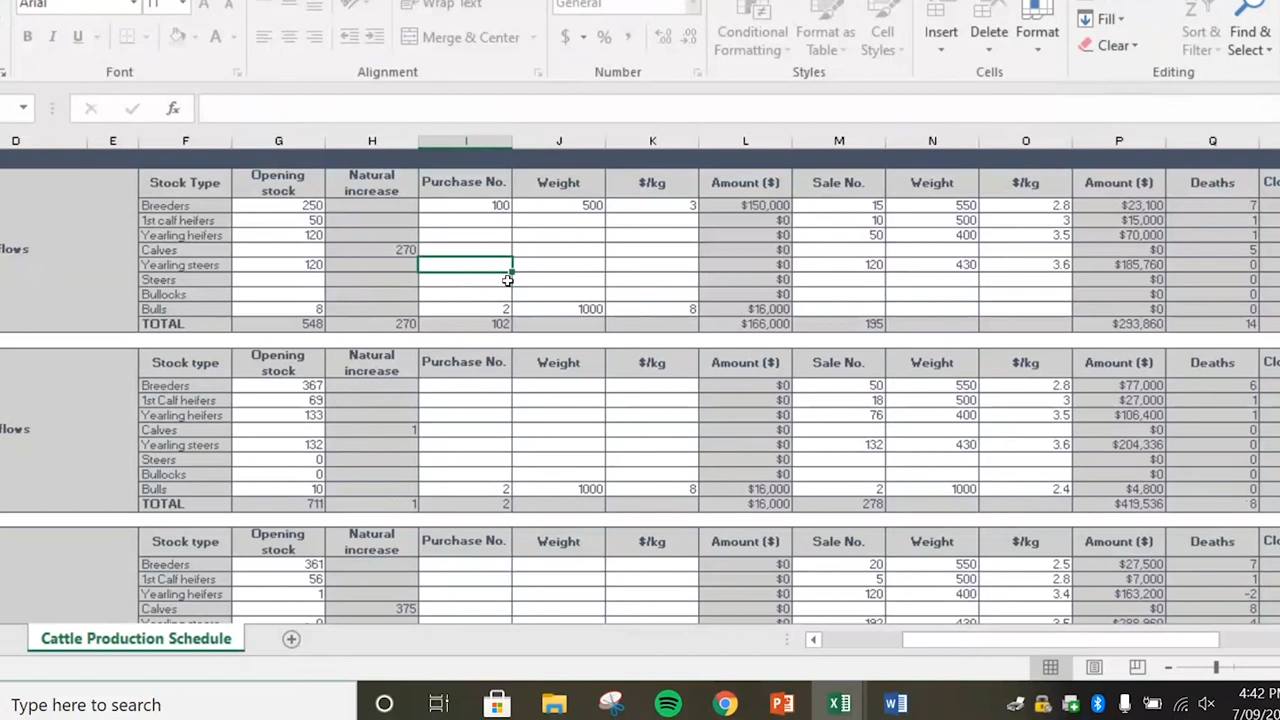 Arial 11 Wrap Text General
B I U Merge & Center $ % , Conditional Formatting Format as Table Cell Styles Insert Delete Format Fill Clear Sort & Filter Find & Select
Font Alignment Number Styles Cells Editing
fx
D E F G H I J K L M N O P Q
Stock Type Opening stock Natural increase Purchase No. Weight $/kg Amount ($) Sale No. Weight $/kg Amount ($) Deaths Clo
Breeders 250 100 500 3 $150,000 15 550 2.8 $23,100 7
1st calf heifers 50 $0 10 500 3 $15,000 1
Yearling heifers 120 $0 50 400 3.5 $70,000 1
flows Calves 270 $0 $0 5
Yearling steers 120 $0 120 430 3.6 $185,760 0
Steers $0 $0 0
Bullocks $0 $0 0
Bulls 8 2 1000 8 $16,000 $0 0
TOTAL 548 270 102 $166,000 195 $293,860 14
Stock type Opening stock Natural increase Purchase No. Weight $/kg Amount ($) Sale No. Weight $/kg Amount ($) Deaths Clo
Breeders 367 $0 50 550 2.8 $77,000 6
1st Calf heifers 69 $0 18 500 3 $27,000 1
Yearling heifers 133 $0 76 400 3.5 $106,400 1
flows Calves 1 $0 $0 0
Yearling steers 132 $0 132 430 3.6 $204,336 0
Steers 0 $0 $0 0
Bullocks 0 $0 $0 0
Bulls 10 2 1000 8 $16,000 2 1000 2.4 $4,800 0
TOTAL 711 1 2 $16,000 278 $419,536 8
Stock type Opening stock Natural increase Purchase No. Weight $/kg Amount ($) Sale No. Weight $/kg Amount ($) Deaths Clo
Breeders 361 $0 20 550 2.5 $27,500 7
1st Calf heifers 56 $0 5 500 2.8 $7,000 1
Yearling heifers 1 $0 120 400 3.4 $163,200 -2
Calves 375 $0 $0 8
Cattle Production Schedule
Type here to search
4:42
7/09/20